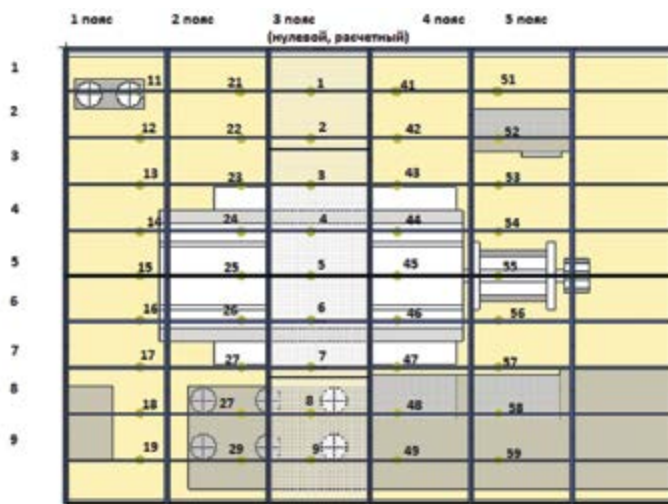 1 пояс 2 пояс 3 пояс 4 пояс 5 пояс
(нулевой, расчетный)
1 11 21 1 41 51
2 12 22 2 42 52
3 13 23 3 43 53
4 14 24 4 44 54
5 15 25 5 45 55
6 16 26 6 46 56
7 17 27 7 47 57
8 18 27 8 48 58
9 19 29 9 49 59